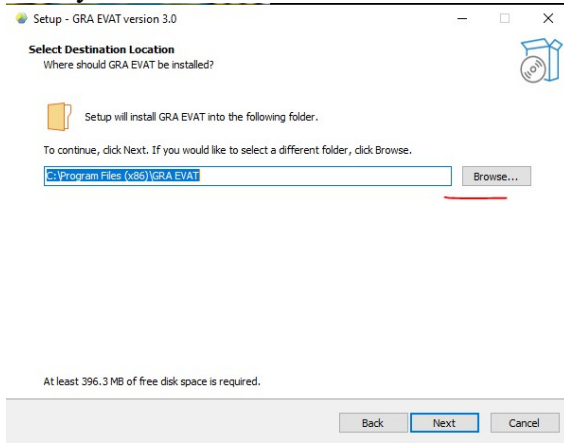 Setup - GRA EVAT version 3.0
Select Destination Location
Where should GRA EVAT be installed?
Setup will install GRA EVAT into the following folder.
To continue, click Next. If you would like to select a different folder, click Browse.
C:\Program Files (x86)\GRA EVAT
Browse...
At least 396.3 MB of free disk space is required.
Back Next Cancel